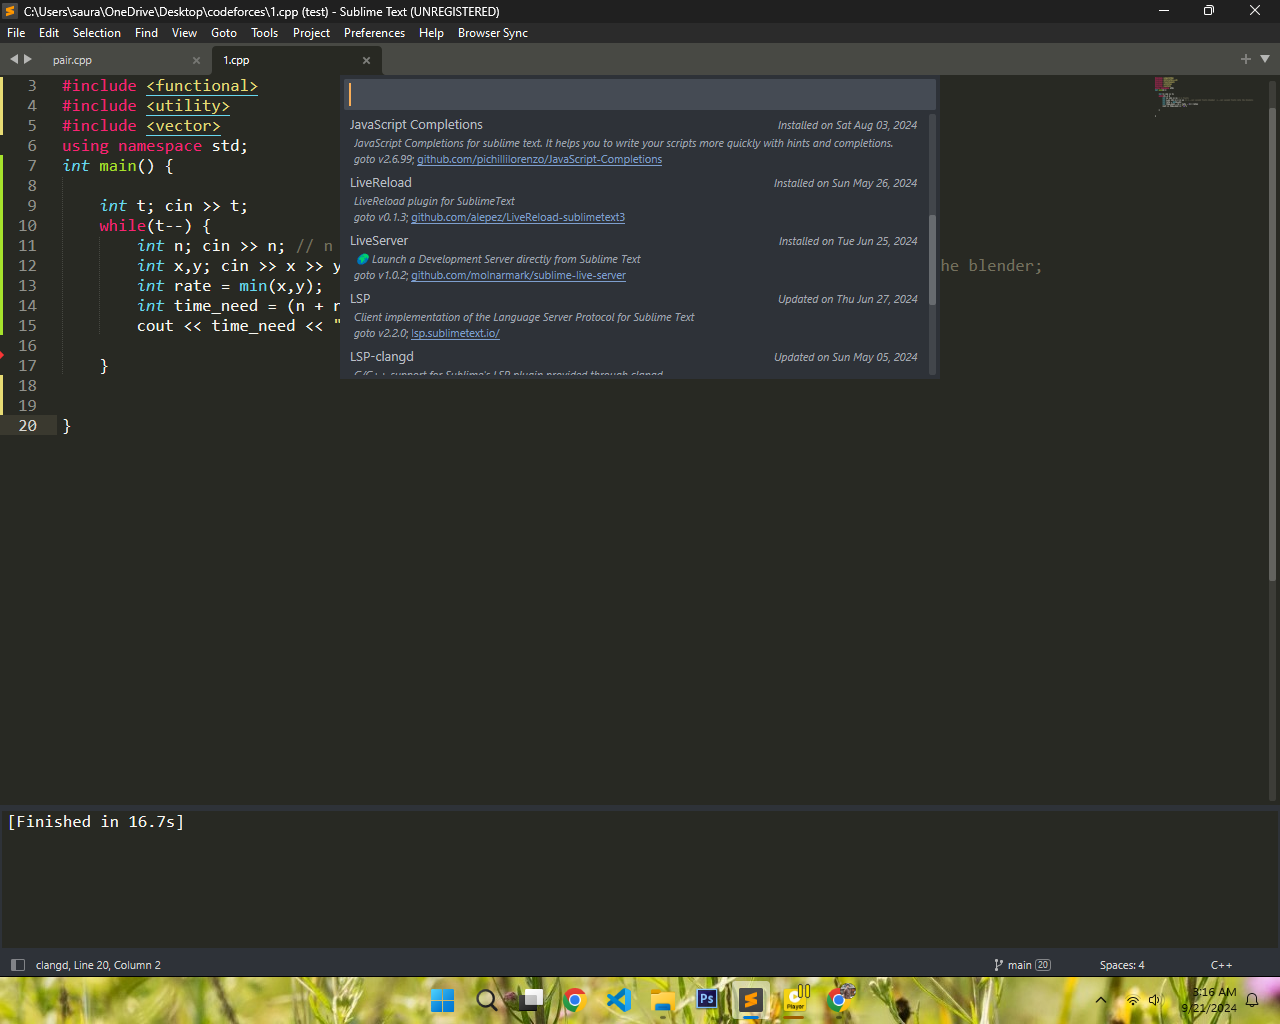 C:\Users\saura\OneDrive\Desktop\codeforces\1.cpp (test) - Sublime Text (UNREGISTERED)
File Edit Selection Find View Goto Tools Project Preferences Help Browser Sync
pair.cpp
1.cpp
3 #include <functional>
4 #include <utility>
5 #include <vector>
6 using namespace std;
7 int main() {
8
9 int t; cin >> t;
10 while(t--) {
11 int n; cin >> n; // n
12 int x,y; cin >> x >> y he blender;
13 int rate = min(x,y);
14 int time_need = (n + r
15 cout << time_need << "
16
17 }
18
19
20 }
JavaScript Completions Installed on Sat Aug 03, 2024
JavaScript Completions for sublime text. It helps you to write your scripts more quickly with hints and completions.
goto v2.6.99; github.com/pichillilorenzo/JavaScript-Completions
LiveReload Installed on Sun May 26, 2024
LiveReload plugin for SublimeText
goto v0.1.3; github.com/alepez/LiveReload-sublimetext3
LiveServer Installed on Tue Jun 25, 2024
Launch a Development Server directly from Sublime Text
goto v1.0.2; github.com/molnarmark/sublime-live-server
LSP Updated on Thu Jun 27, 2024
Client implementation of the Language Server Protocol for Sublime Text
goto v2.2.0; lsp.sublimetext.io/
LSP-clangd Updated on Sun May 05, 2024
C/C++ support for Sublime's LSP plugin provided through clangd
[Finished in 16.7s]
clangd, Line 20, Column 2
main 20
Spaces: 4
C++
Ps
Player
3:16 AM
9/21/2024